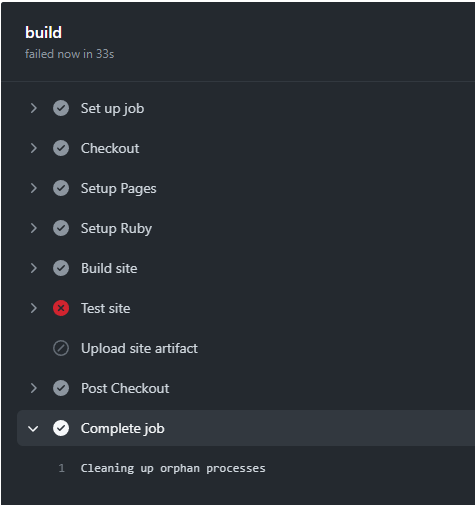 build
failed now in 33s
Set up job
Checkout
Setup Pages
Setup Ruby
Build site
Test site
Upload site artifact
Post Checkout
Complete job
1 Cleaning up orphan processes